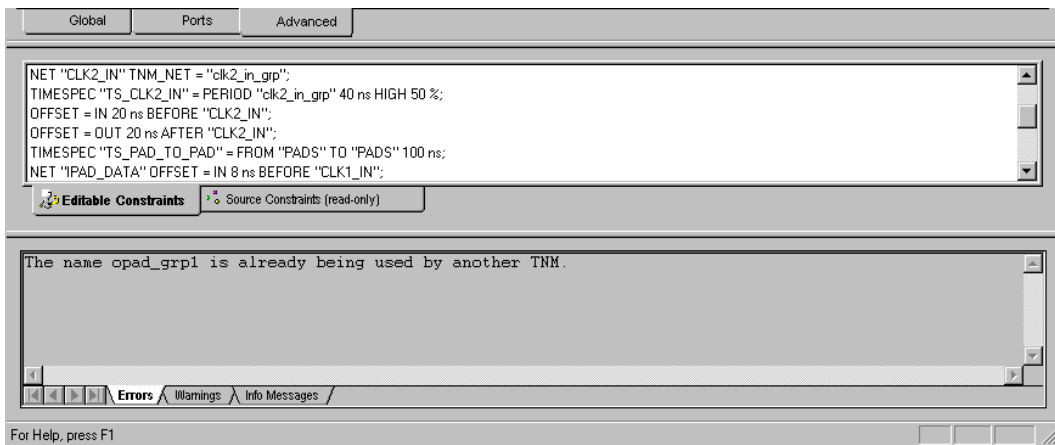 Global Ports Advanced
NET "CLK2_IN" TNM_NET = "clk2_in_grp";
TIMESPEC "TS_CLK2_IN" = PERIOD "clk2_in_grp" 40 ns HIGH 50 %;
OFFSET = IN 20 ns BEFORE "CLK2_IN";
OFFSET = OUT 20 ns AFTER "CLK2_IN";
TIMESPEC "TS_PAD_TO_PAD" = FROM "PADS" TO "PADS" 100 ns;
NET "IPAD_DATA" OFFSET = IN 8 ns BEFORE "CLK1_IN";
Editable Constraints Source Constraints (read-only)
The name opad_grp1 is already being used by another TNM.
Errors Warnings Info Messages
For Help, press F1